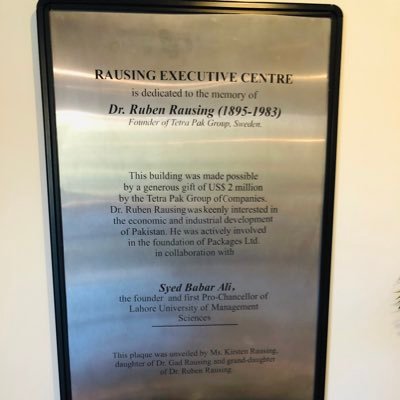 RAUSING EXECUTIVE CENTRE
is dedicated to the memory of
Dr. Ruben Rausing (1895-1983)
Founder of Tetra Pak Group, Sweden.
This building was made possible
by a generous gift of US$ 2 million
by the Tetra Pak Group of Companies.
Dr. Ruben Rausing was keenly interested in
the economic and industrial development
of Pakistan. He was actively involved
in the foundation of Packages Ltd.
in collaboration with
Syed Babar Ali,
the founder and first Pro-Chancellor of
Lahore University of Management
Sciences
This plaque was unveiled by Ms. Kirsten Rausing,
daughter of Dr. Gad Rausing and grand-daughter
of Dr. Ruben Rausing.